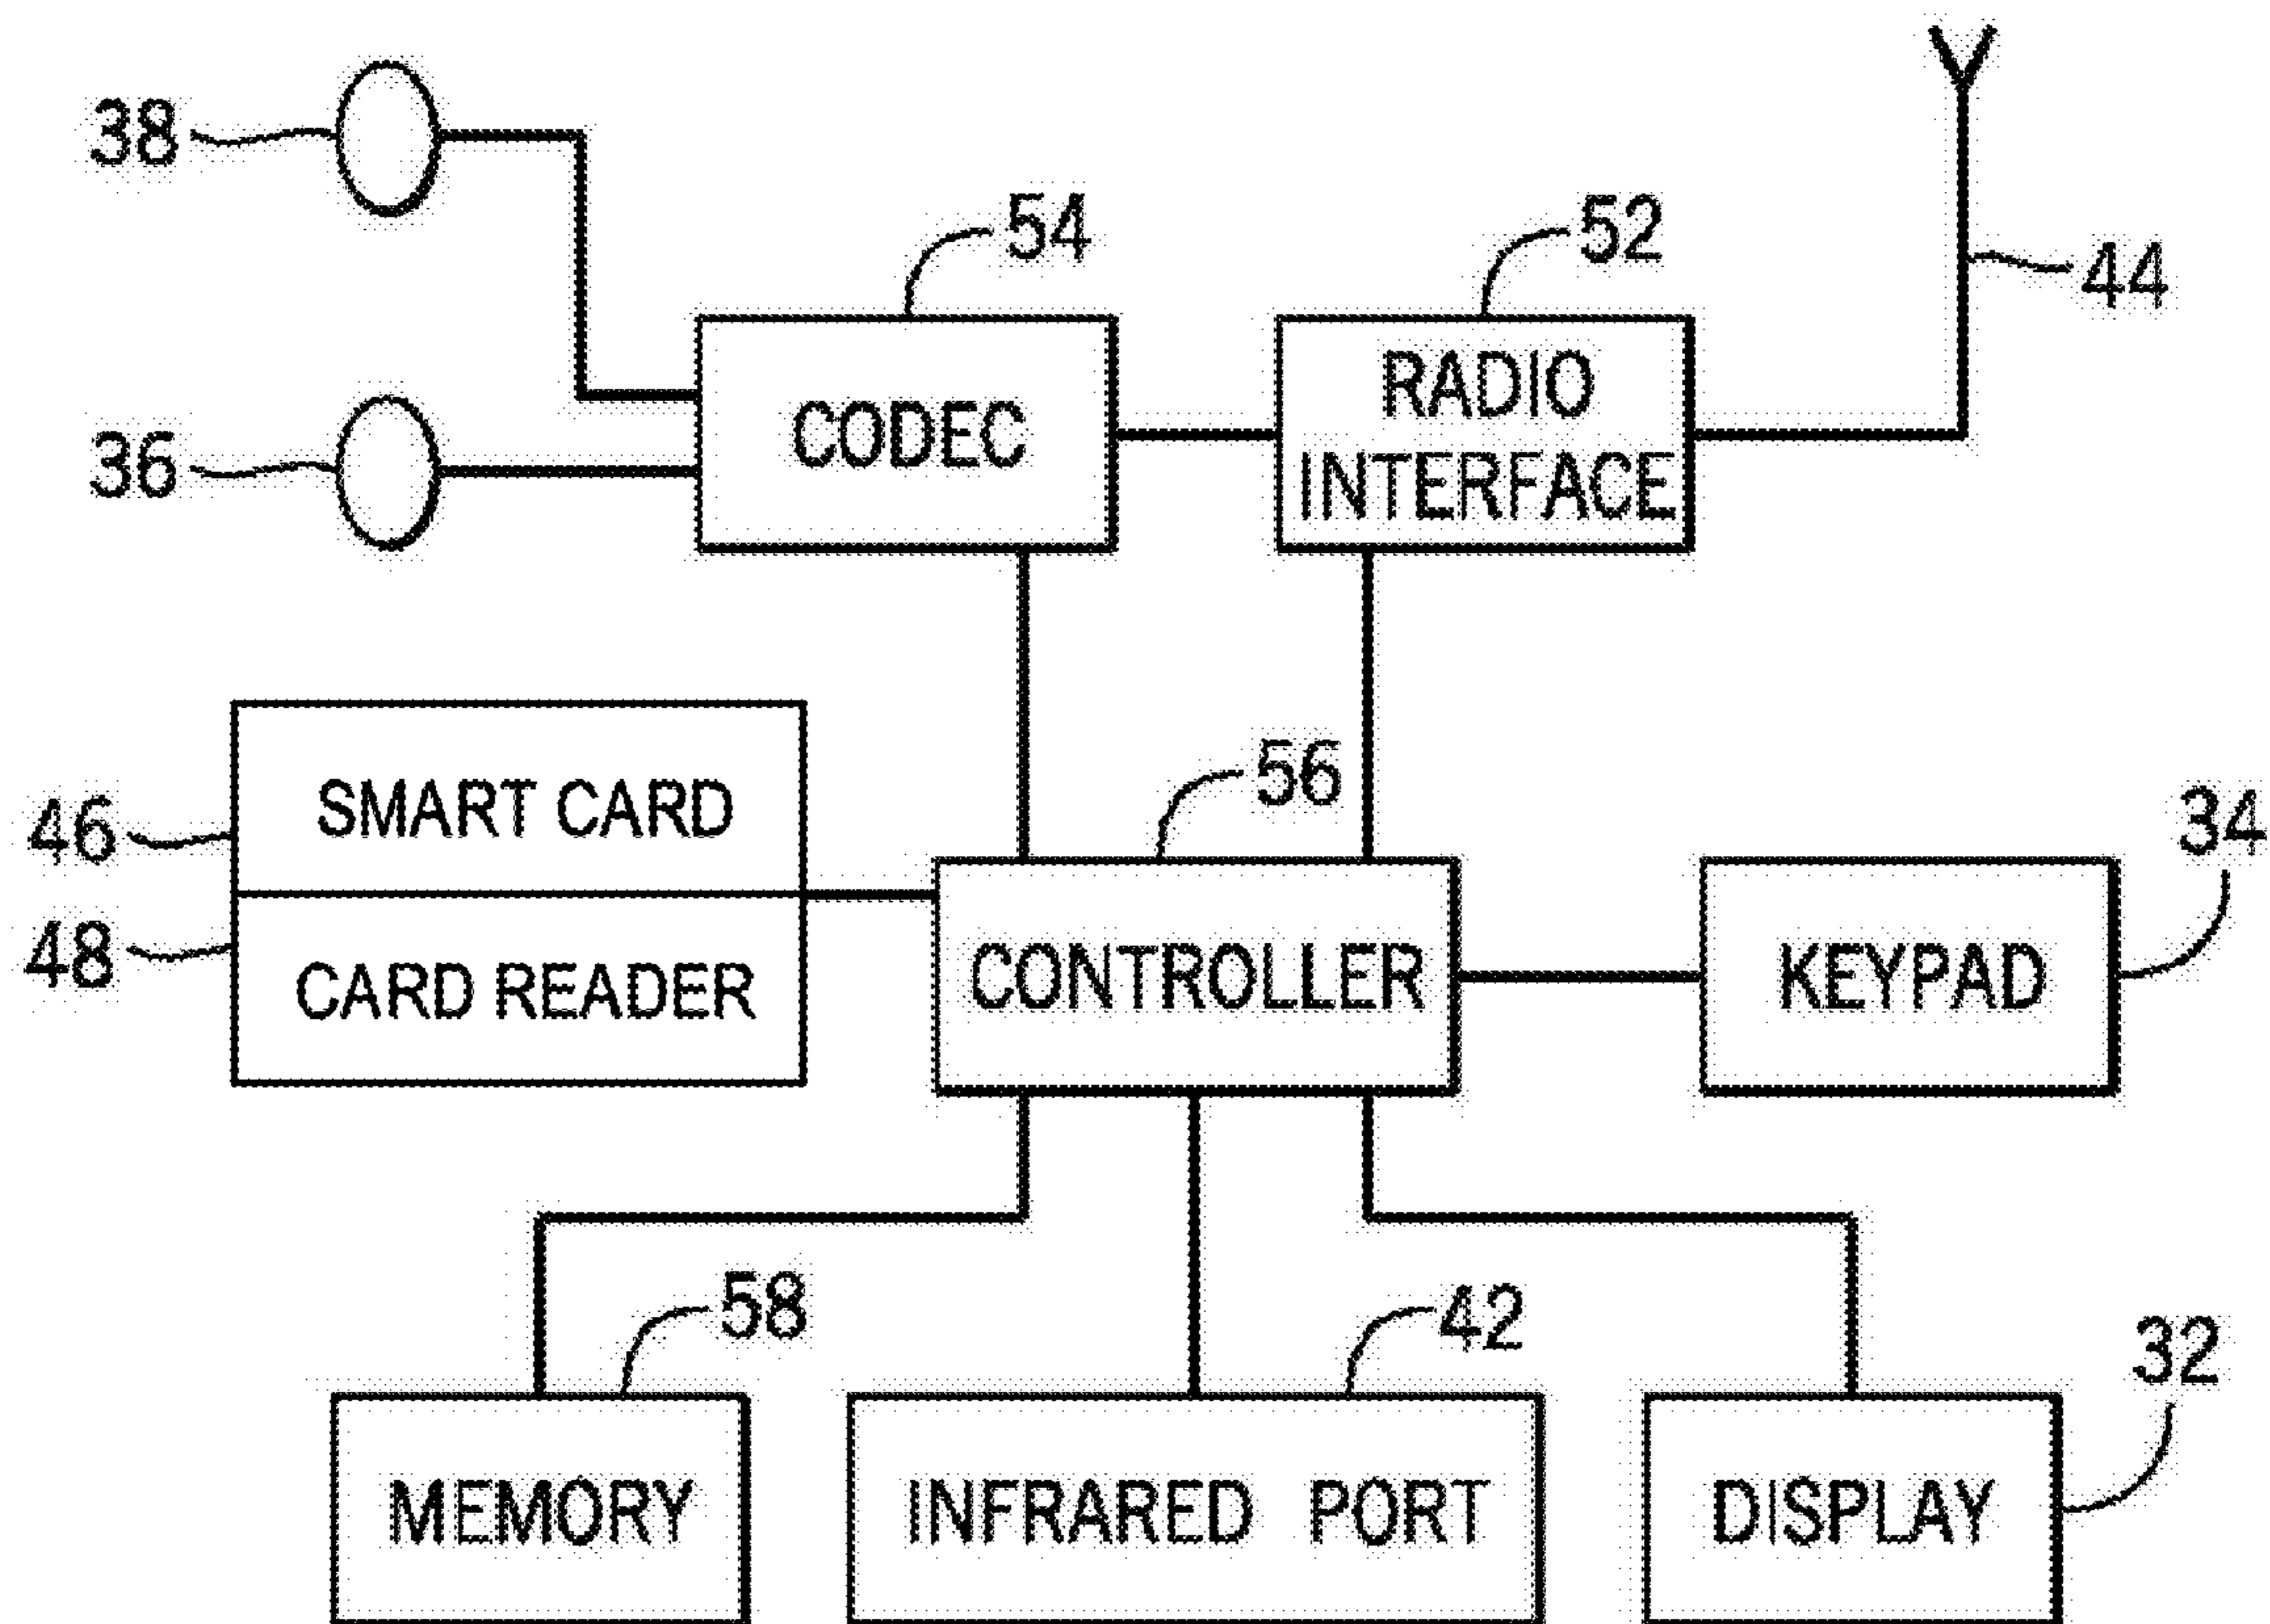 38
54
52
44
CODEC
RADIO
INTERFACE
36
46
SMART CARD
56
34
48
CARD READER
CONTROLLER
KEYPAD
58
42
32
MEMORY
INFRARED PORT
DISPLAY